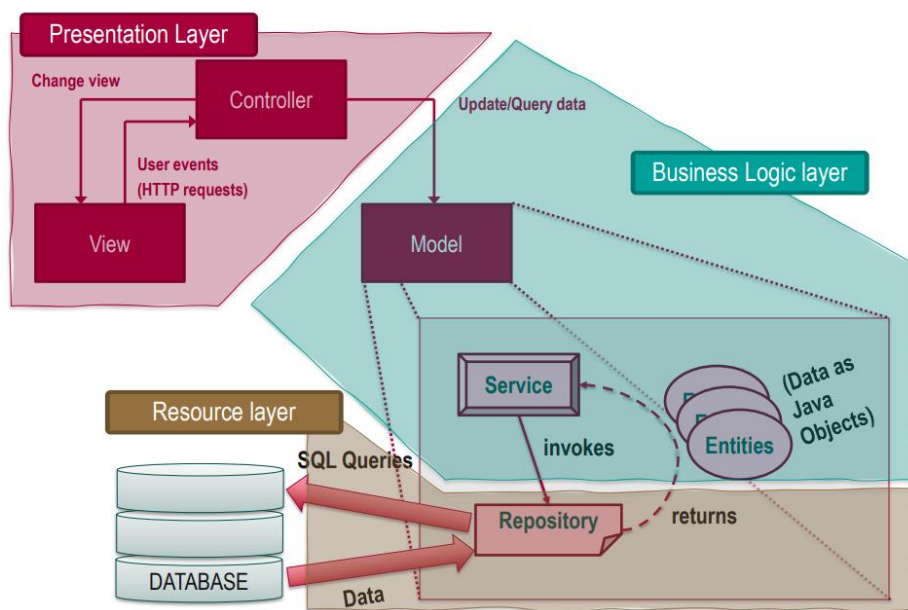 Presentation Layer
Change view
Controller
Update/Query data
User events
(HTTP requests)
View
Business Logic layer
Model
Service
invokes
Entities
(Data as
Java
Objects)
Resource layer
SQL Queries
Repository
returns
DATABASE
Data